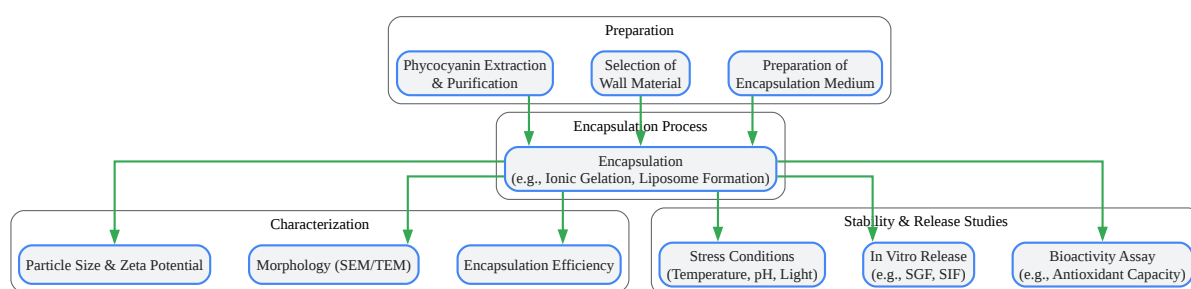 Preparation
Phycocyanin Extraction
& Purification
Selection of
Wall Material
Preparation of
Encapsulation Medium
Encapsulation Process
Encapsulation
(e.g., Ionic Gelation, Liposome Formation)
Characterization
Particle Size & Zeta Potential
Morphology (SEM/TEM)
Encapsulation Efficiency
Stability & Release Studies
Stress Conditions
(Temperature, pH, Light)
In Vitro Release
(e.g., SGF, SIF)
Bioactivity Assay
(e.g., Antioxidant Capacity)